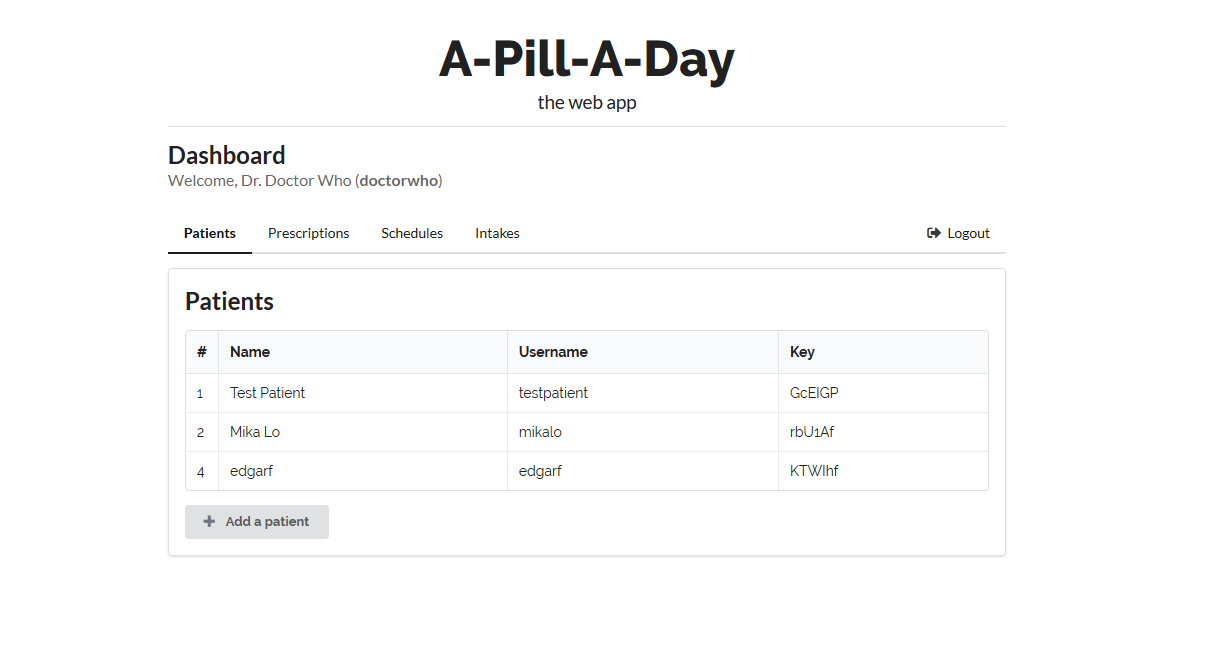 A-Pill-A-Day
the web app
Dashboard
Welcome, Dr. Doctor Who (doctorwho)
Patients Prescriptions Schedules Intakes Logout
Patients
# Name Username Key
1 Test Patient testpatient GcEIGP
2 Mika Lo mikalo rbU1Af
4 edgarf edgarf KTWIhf
Add a patient